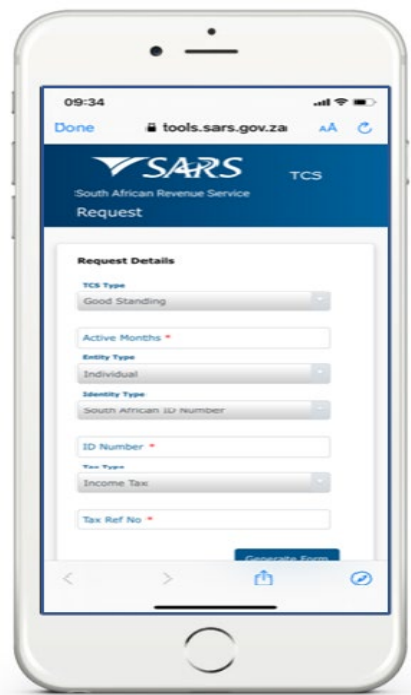 09:34
Done tools.sars.gov.za AA
SARS TCS
South African Revenue Service
Request
Request Details
TCS Type
Good Standing
Active Months *
Entity Type
Individual
Identity Type
South African ID Number
ID Number *
Tax Type
Income Tax
Tax Ref No *
Generate Form